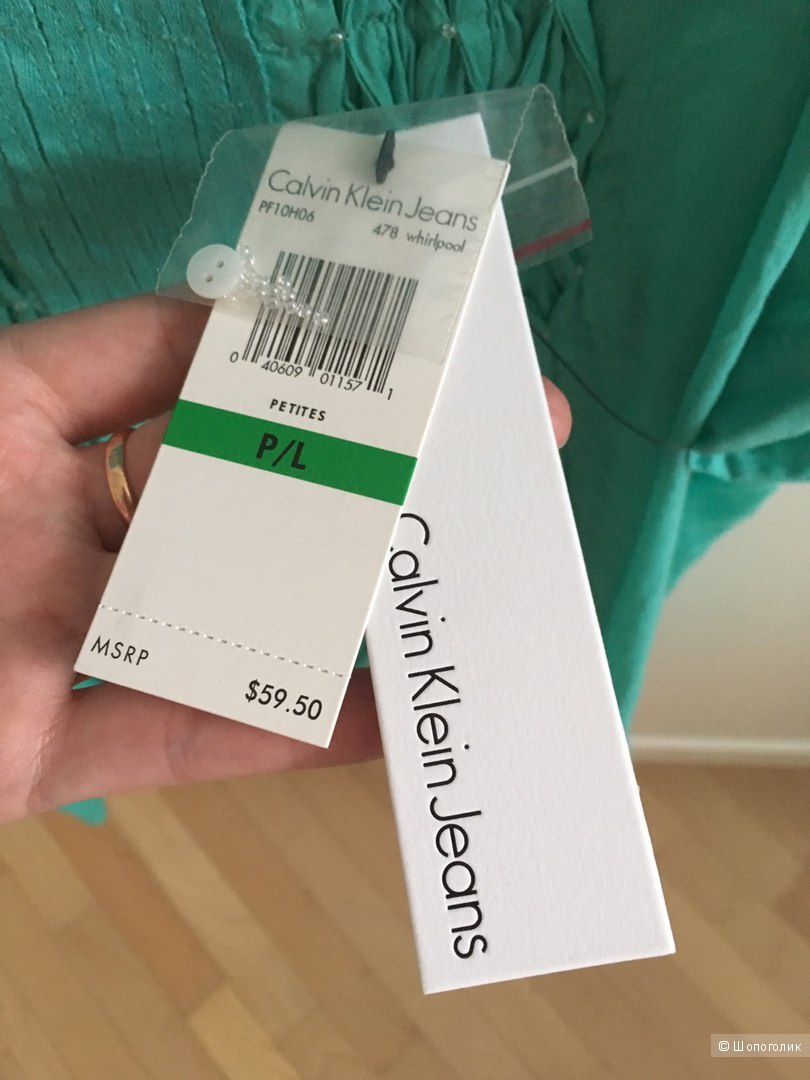 Calvin Klein Jeans
PF10H06
478 whirlpool
0 40609 01157 1
PETITES
P/L
MSRP
$59.50
Calvin Klein Jeans
© Шопоголик